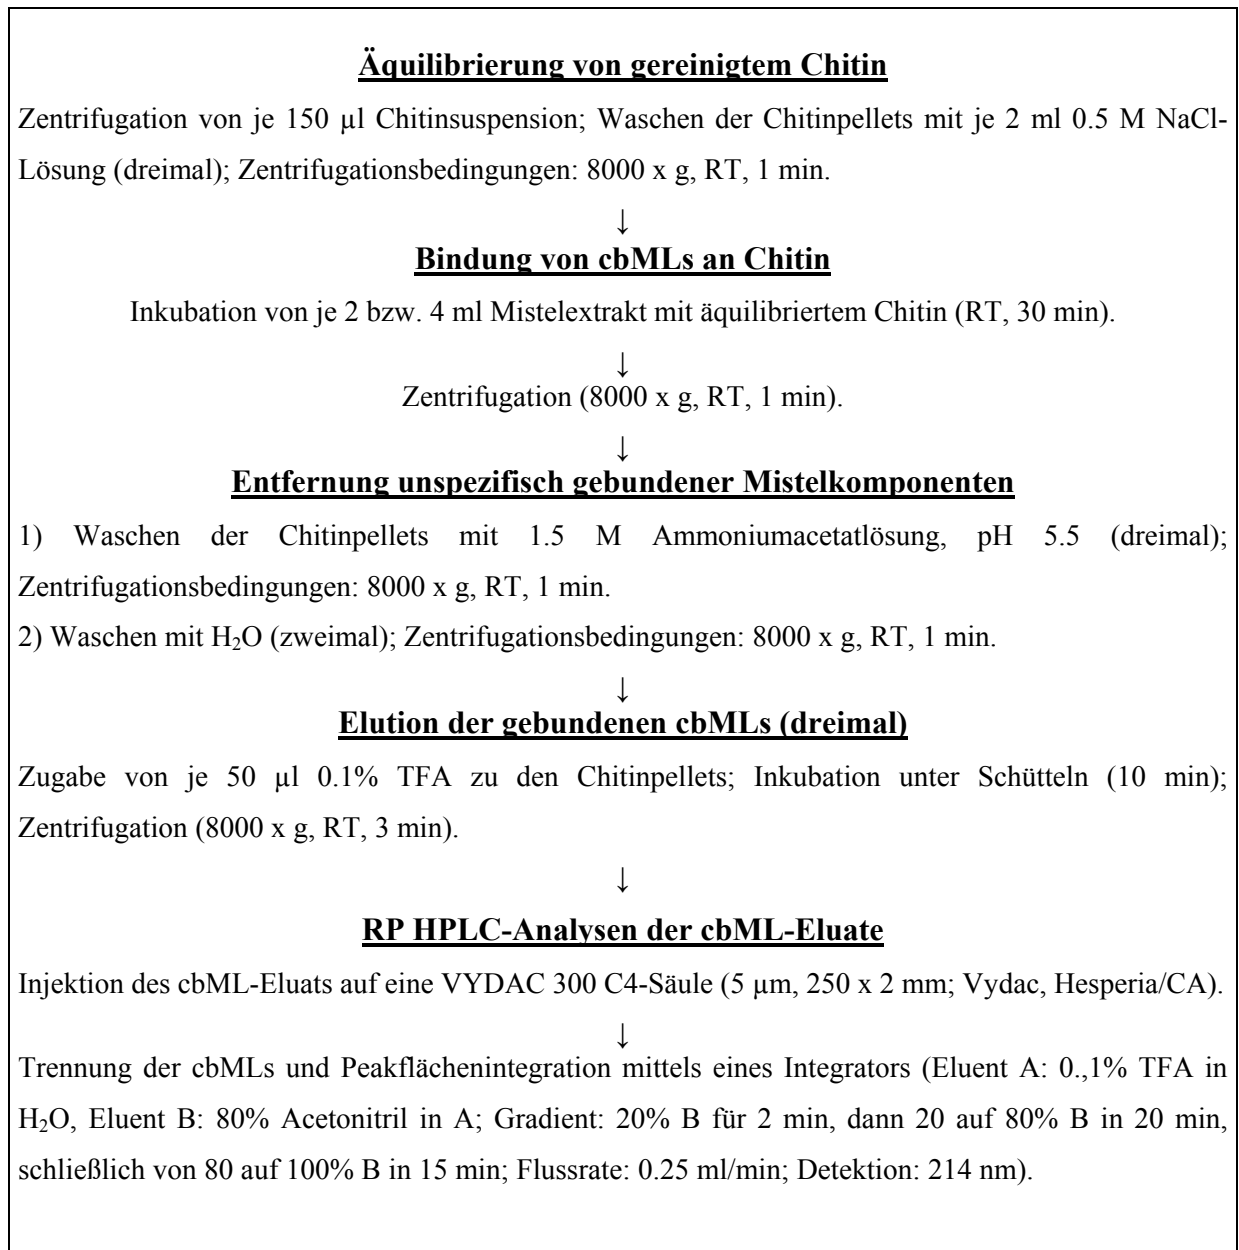 Äquilibrierung von gereinigtem Chitin
Zentrifugation von je 150 µl Chitinsuspension; Waschen der Chitinpellets mit je 2 ml 0.5 M NaCl-
Lösung (dreimal); Zentrifugationsbedingungen: 8000 x g, RT, 1 min.
↓
Bindung von cbMLs an Chitin
Inkubation von je 2 bzw. 4 ml Mistelextrakt mit äquilibriertem Chitin (RT, 30 min).
↓
Zentrifugation (8000 x g, RT, 1 min).
↓
Entfernung unspezifisch gebundener Mistelkomponenten
1) Waschen der Chitinpellets mit 1.5 M Ammoniumacetatlösung, pH 5.5 (dreimal);
Zentrifugationsbedingungen: 8000 x g, RT, 1 min.
2) Waschen mit H₂O (zweimal); Zentrifugationsbedingungen: 8000 x g, RT, 1 min.
↓
Elution der gebundenen cbMLs (dreimal)
Zugabe von je 50 µl 0.1% TFA zu den Chitinpellets; Inkubation unter Schütteln (10 min);
Zentrifugation (8000 x g, RT, 3 min).
↓
RP HPLC-Analysen der cbML-Eluate
Injektion des cbML-Eluats auf eine VYDAC 300 C4-Säule (5 µm, 250 x 2 mm; Vydac, Hesperia/CA).
↓
Trennung der cbMLs und Peakflächenintegration mittels eines Integrators (Eluent A: 0.,1% TFA in
H₂O, Eluent B: 80% Acetonitril in A; Gradient: 20% B für 2 min, dann 20 auf 80% B in 20 min,
schließlich von 80 auf 100% B in 15 min; Flussrate: 0.25 ml/min; Detektion: 214 nm).